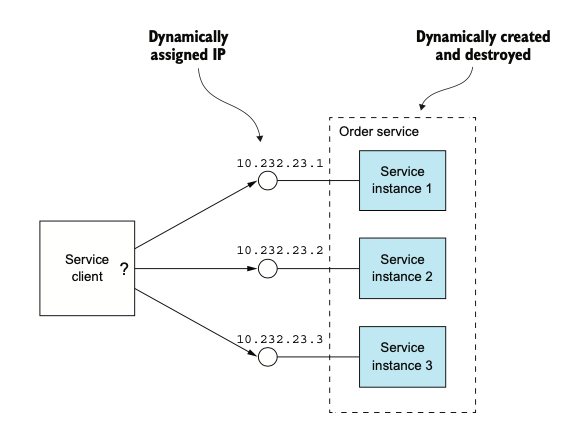 Dynamically
assigned IP
Dynamically created
and destroyed
Order service
10.232.23.1
Service
instance 1
10.232.23.2
Service
instance 2
Service
client
?
10.232.23.3
Service
instance 3